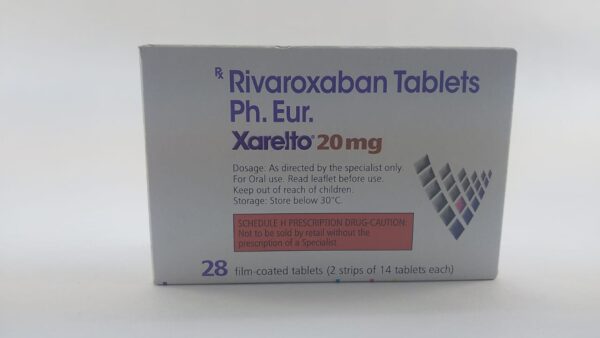 Rx Rivaroxaban Tablets
Ph. Eur.
Xarelto® 20 mg
Dosage: As directed by the specialist only.
For Oral use. Read leaflet before use.
Keep out of reach of children.
Storage: Store below 30°C.
SCHEDULE H PRESCRIPTION DRUG-CAUTION
Not to be sold by retail without the
prescription of a Specialist
28 film-coated tablets (2 strips of 14 tablets each)